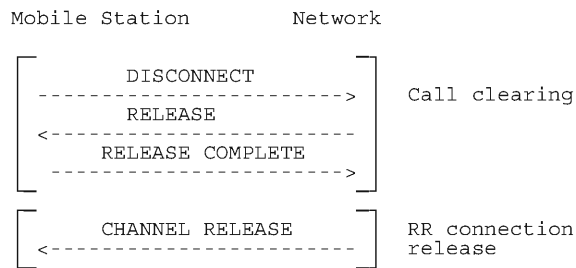 Mobile Station Network
DISCONNECT
Call clearing
RELEASE
RELEASE COMPLETE
CHANNEL RELEASE
RR connection
release